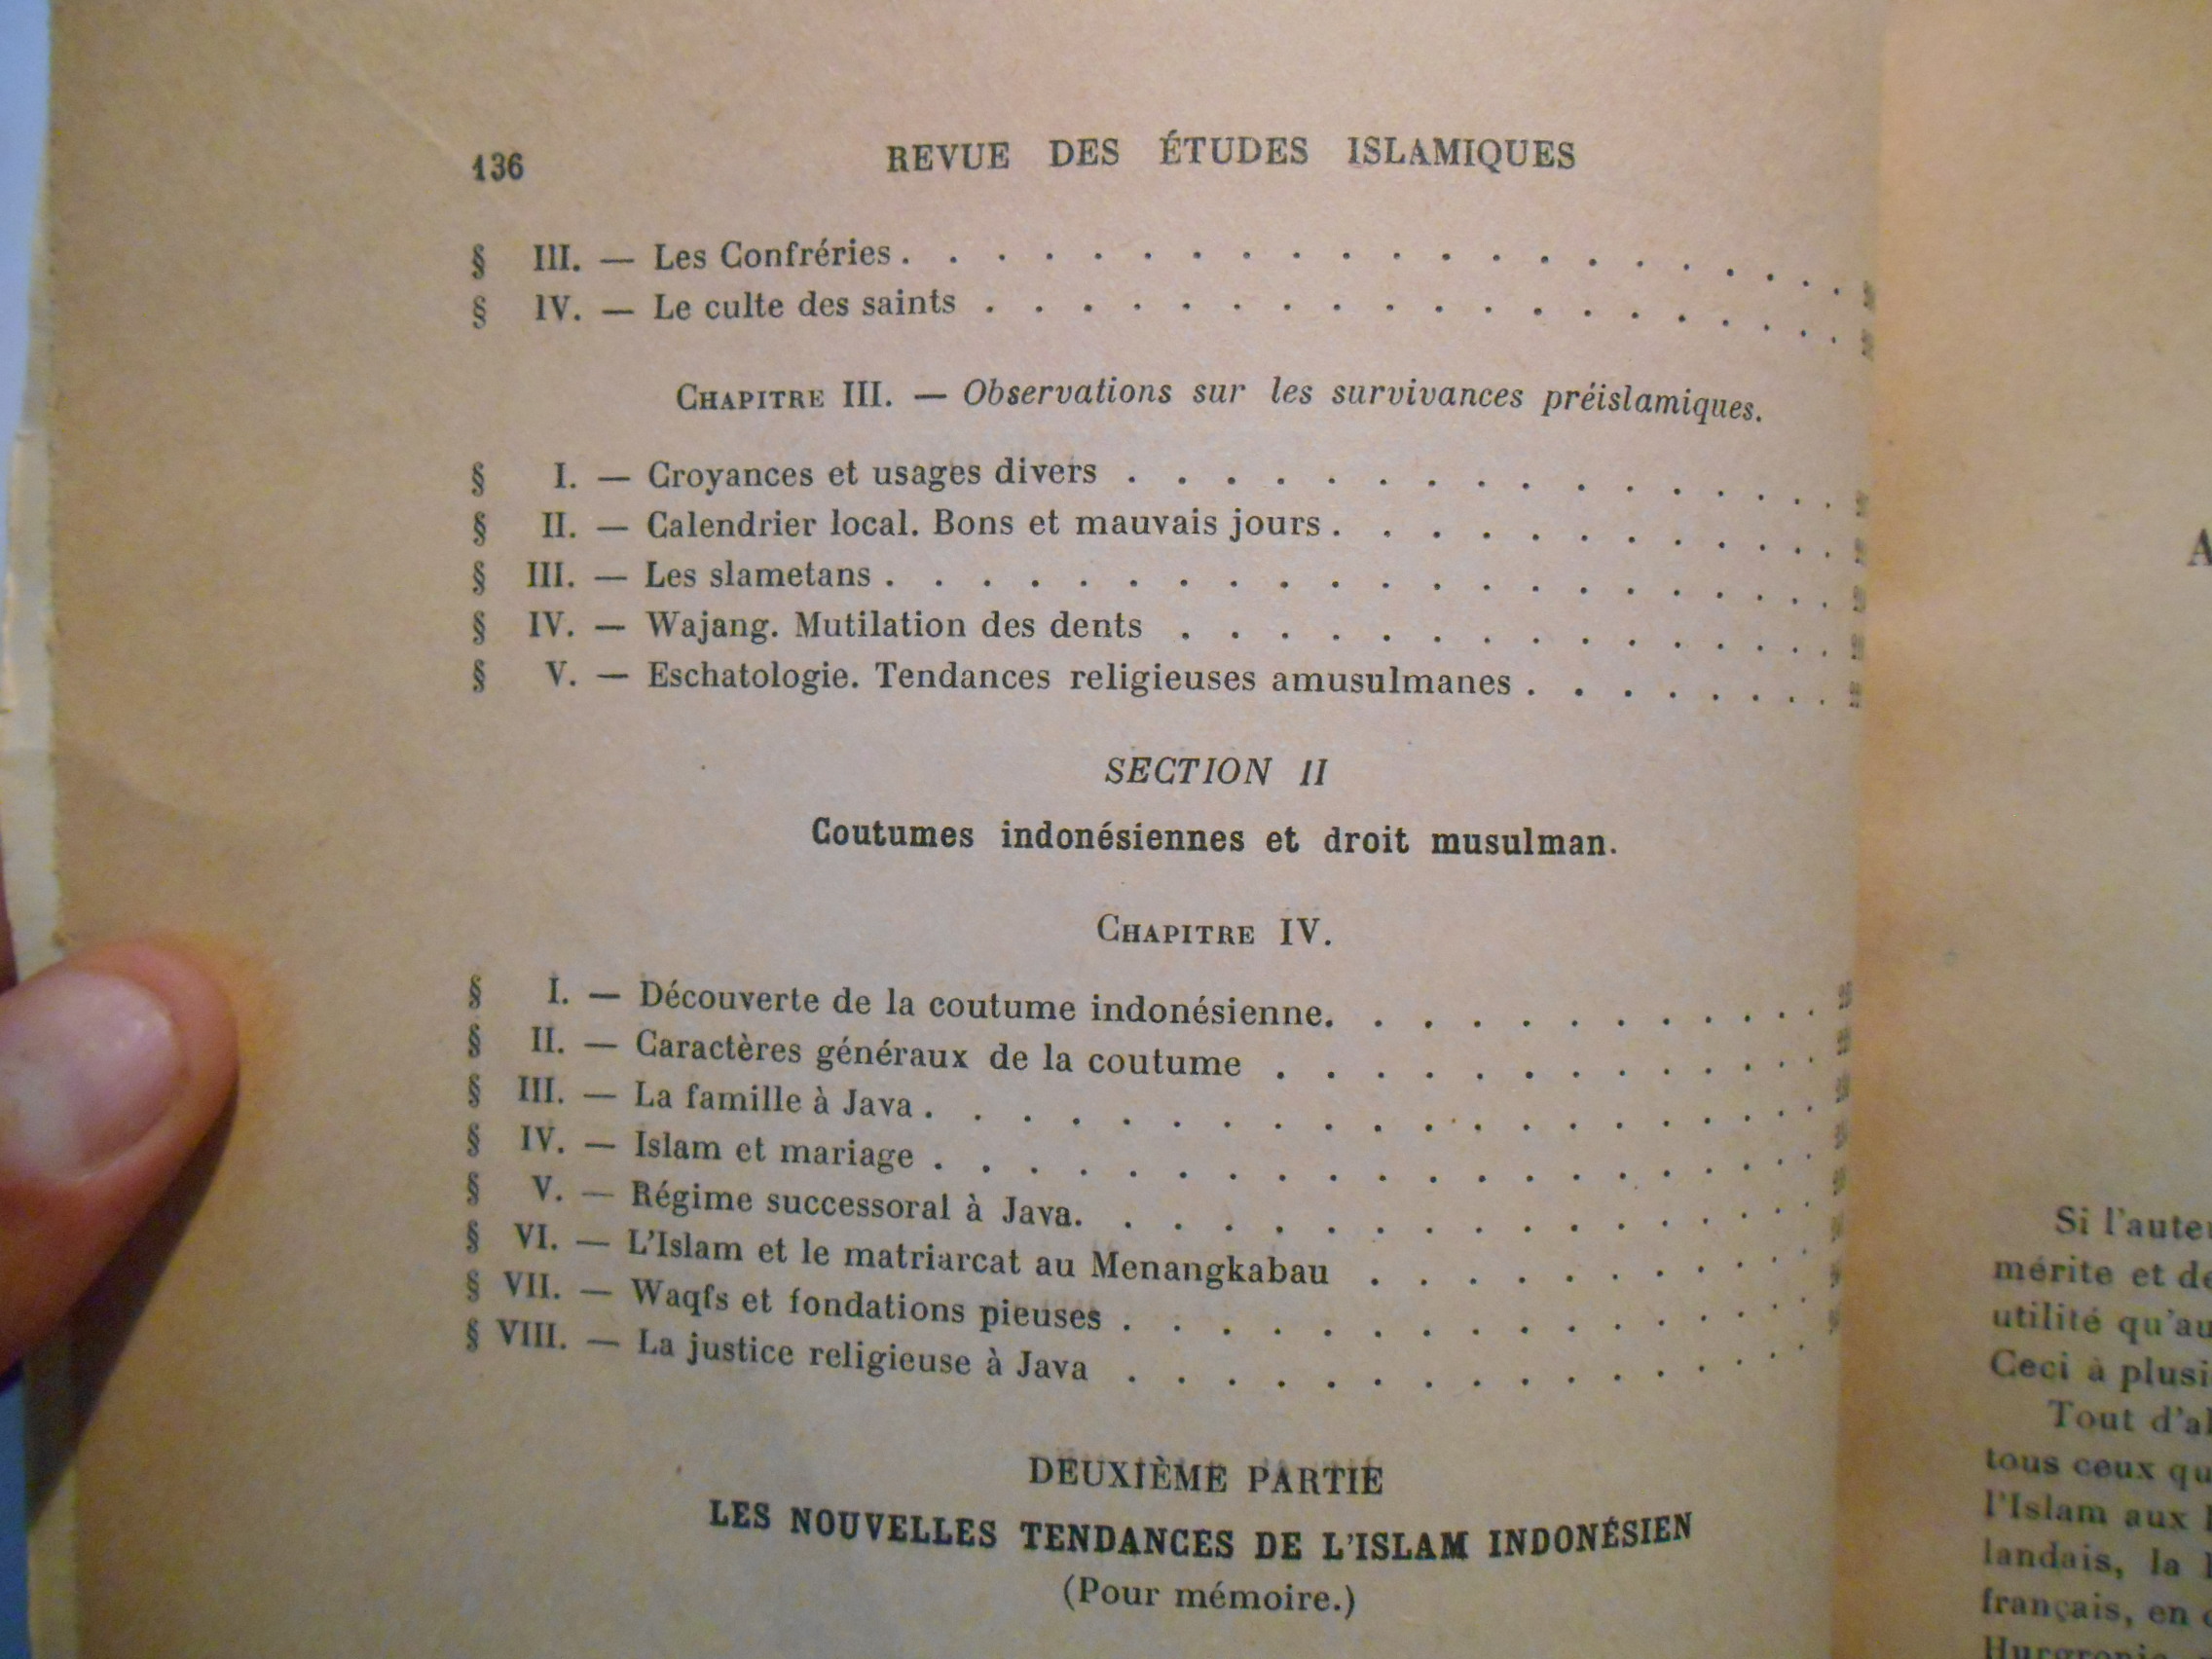 136 REVUE DES ÉTUDES ISLAMIQUES
§ III. — Les Confréries . . . . . . . . . . . . . . . . . . . .
§ IV. — Le culte des saints . . . . . . . . . . . . . . . . . .
CHAPITRE III. — Observations sur les survivances préislamiques.
§ I. — Croyances et usages divers . . . . . . . . . . . . . . .
§ II. — Calendrier local. Bons et mauvais jours . . . . . . . . . . .
§ III. — Les slametans . . . . . . . . . . . . . . . . . . . .
§ IV. — Wajang. Mutilation des dents . . . . . . . . . . . . . .
§ V. — Eschatologie. Tendances religieuses amusulmanes . . . . . . . .
SECTION II
Coutumes indonésiennes et droit musulman.
CHAPITRE IV.
§ I. — Découverte de la coutume indonésienne. . . . . . . . . . .
§ II. — Caractères généraux de la coutume . . . . . . . . . . . .
§ III. — La famille à Java . . . . . . . . . . . . . . . . . . .
§ IV. — Islam et mariage . . . . . . . . . . . . . . . . . . .
§ V. — Régime successoral à Java. . . . . . . . . . . . . . . .
§ VI. — L'Islam et le matriarcat au Menangkabau . . . . . . . . . .
§ VII. — Waqfs et fondations pieuses . . . . . . . . . . . . . . .
§ VIII. — La justice religieuse à Java . . . . . . . . . . . . . . .
DEUXIÈME PARTIE
LES NOUVELLES TENDANCES DE L'ISLAM INDONÉSIEN
(Pour mémoire.)
A
Si l'aute
mérite et de
utilité qu'au
Ceci à plusi
Tout d'a
tous ceux qu
l'Islam aux
landais, la
français, en